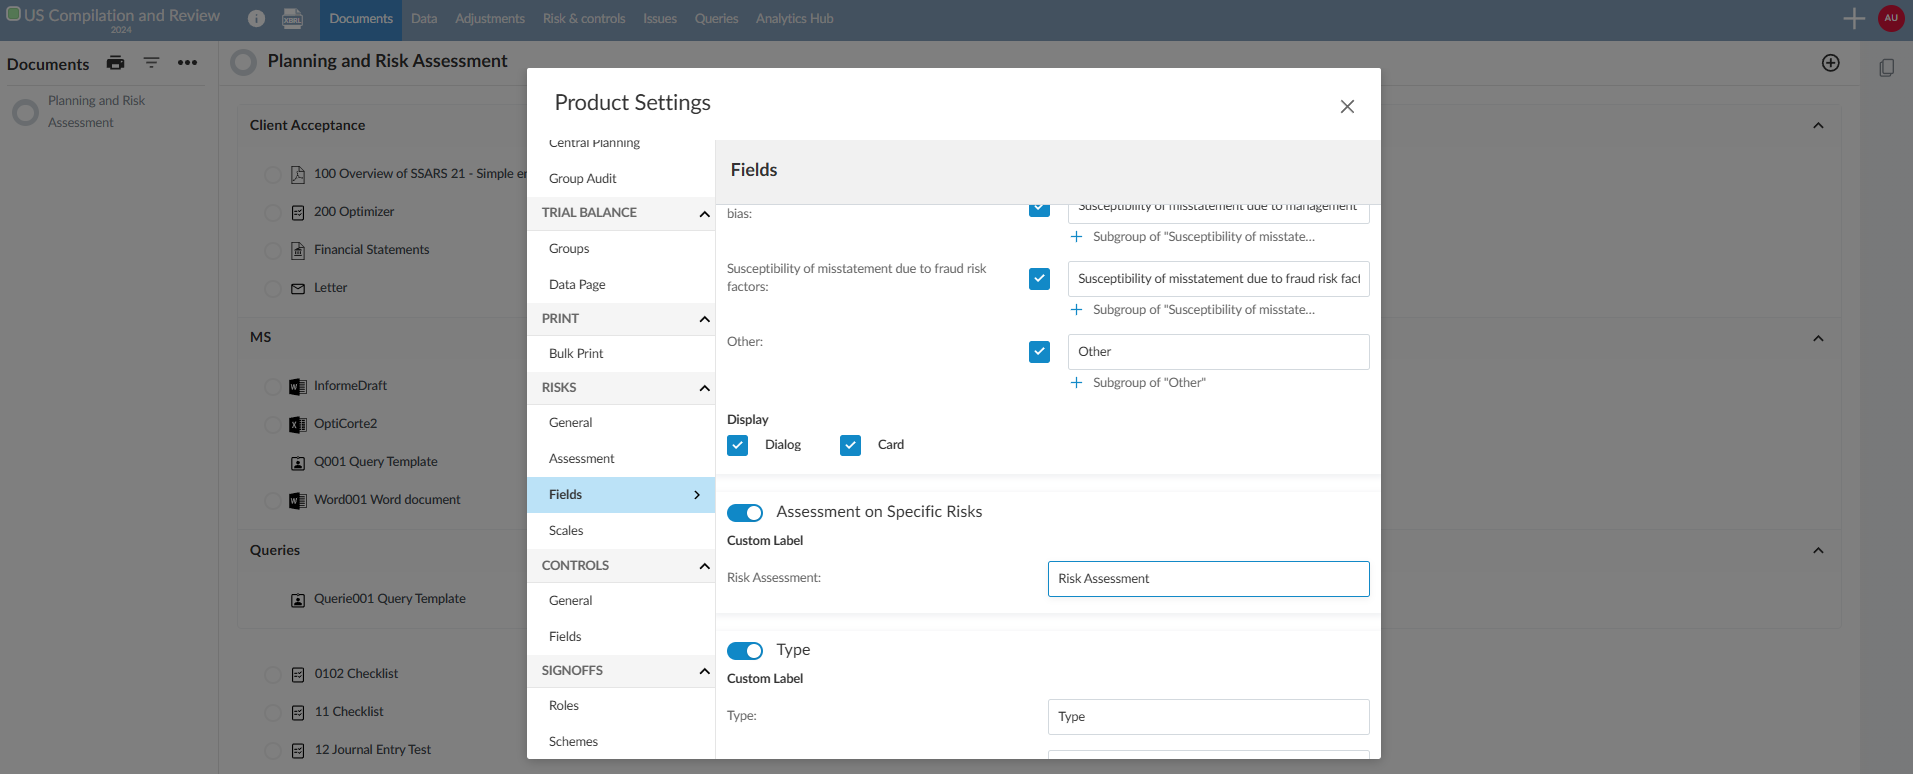 US Compilation and Review
2024
XBRL
Documents
Data
Adjustments
Risk & controls
Issues
Queries
Analytics Hub
AU
Documents
Planning and Risk Assessment
Planning and Risk
Assessment
Client Acceptance
100 Overview of SSARS 21 - Simple en
200 Optimizer
Financial Statements
Letter
MS
InformeDraft
OptiCorte2
Q001 Query Template
Word001 Word document
Queries
Querie001 Query Template
0102 Checklist
11 Checklist
12 Journal Entry Test
Product Settings
Central Planning
Group Audit
TRIAL BALANCE
Groups
Data Page
PRINT
Bulk Print
RISKS
General
Assessment
Fields
Scales
CONTROLS
General
Fields
SIGNOFFS
Roles
Schemes
Fields
bias:
Susceptibility of misstatement due to management
Subgroup of "Susceptibility of misstate...
Susceptibility of misstatement due to fraud risk
factors:
Susceptibility of misstatement due to fraud risk fact
Subgroup of "Susceptibility of misstate...
Other:
Other
Subgroup of "Other"
Display
Dialog
Card
Assessment on Specific Risks
Custom Label
Risk Assessment:
Risk Assessment
Type
Custom Label
Type:
Type